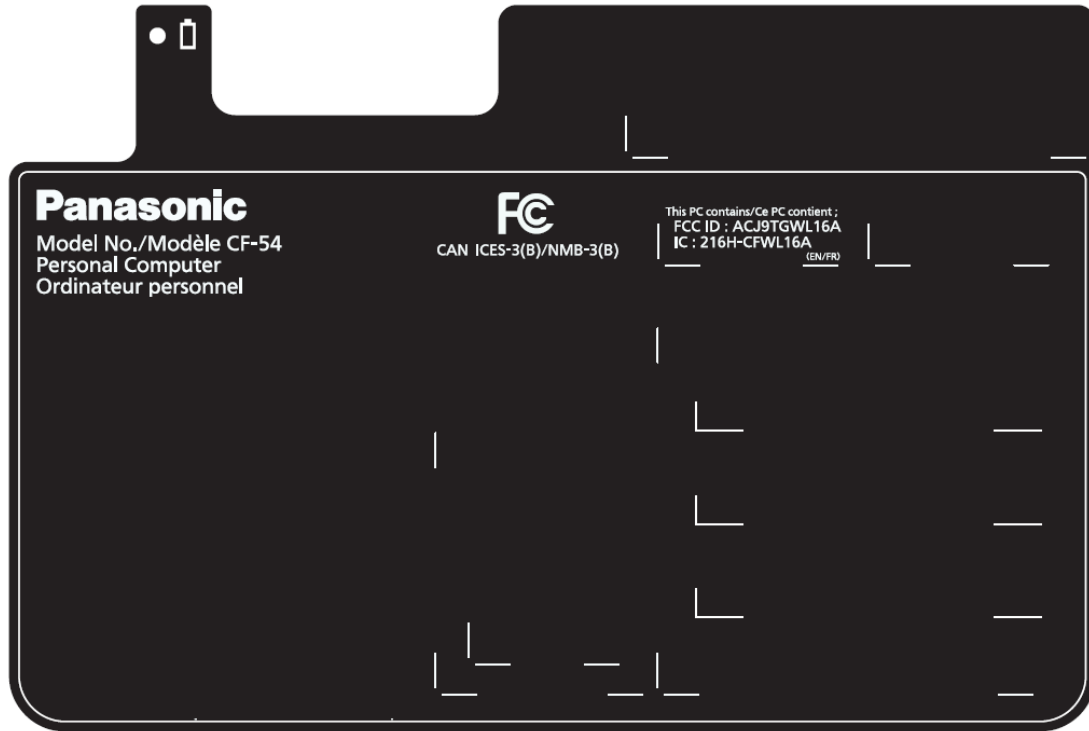 Panasonic
Model No./Modèle CF-54
Personal Computer
Ordinateur personnel
FC
CAN ICES-3(B)/NMB-3(B)
This PC contains/Ce PC contient ;
FCC ID : ACJ9TGWL16A
IC : 216H-CFWL16A
(EN/FR)